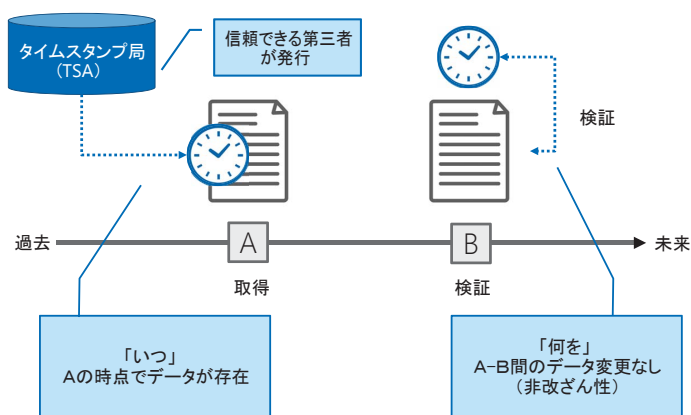 タイムスタンプ局
(TSA)
信頼できる第三者
が発行
検証
過去
A
B
未来
取得
検証
「いつ」
Aの時点でデータが存在
「何を」
A-B間のデータ変更なし
(非改ざん性)